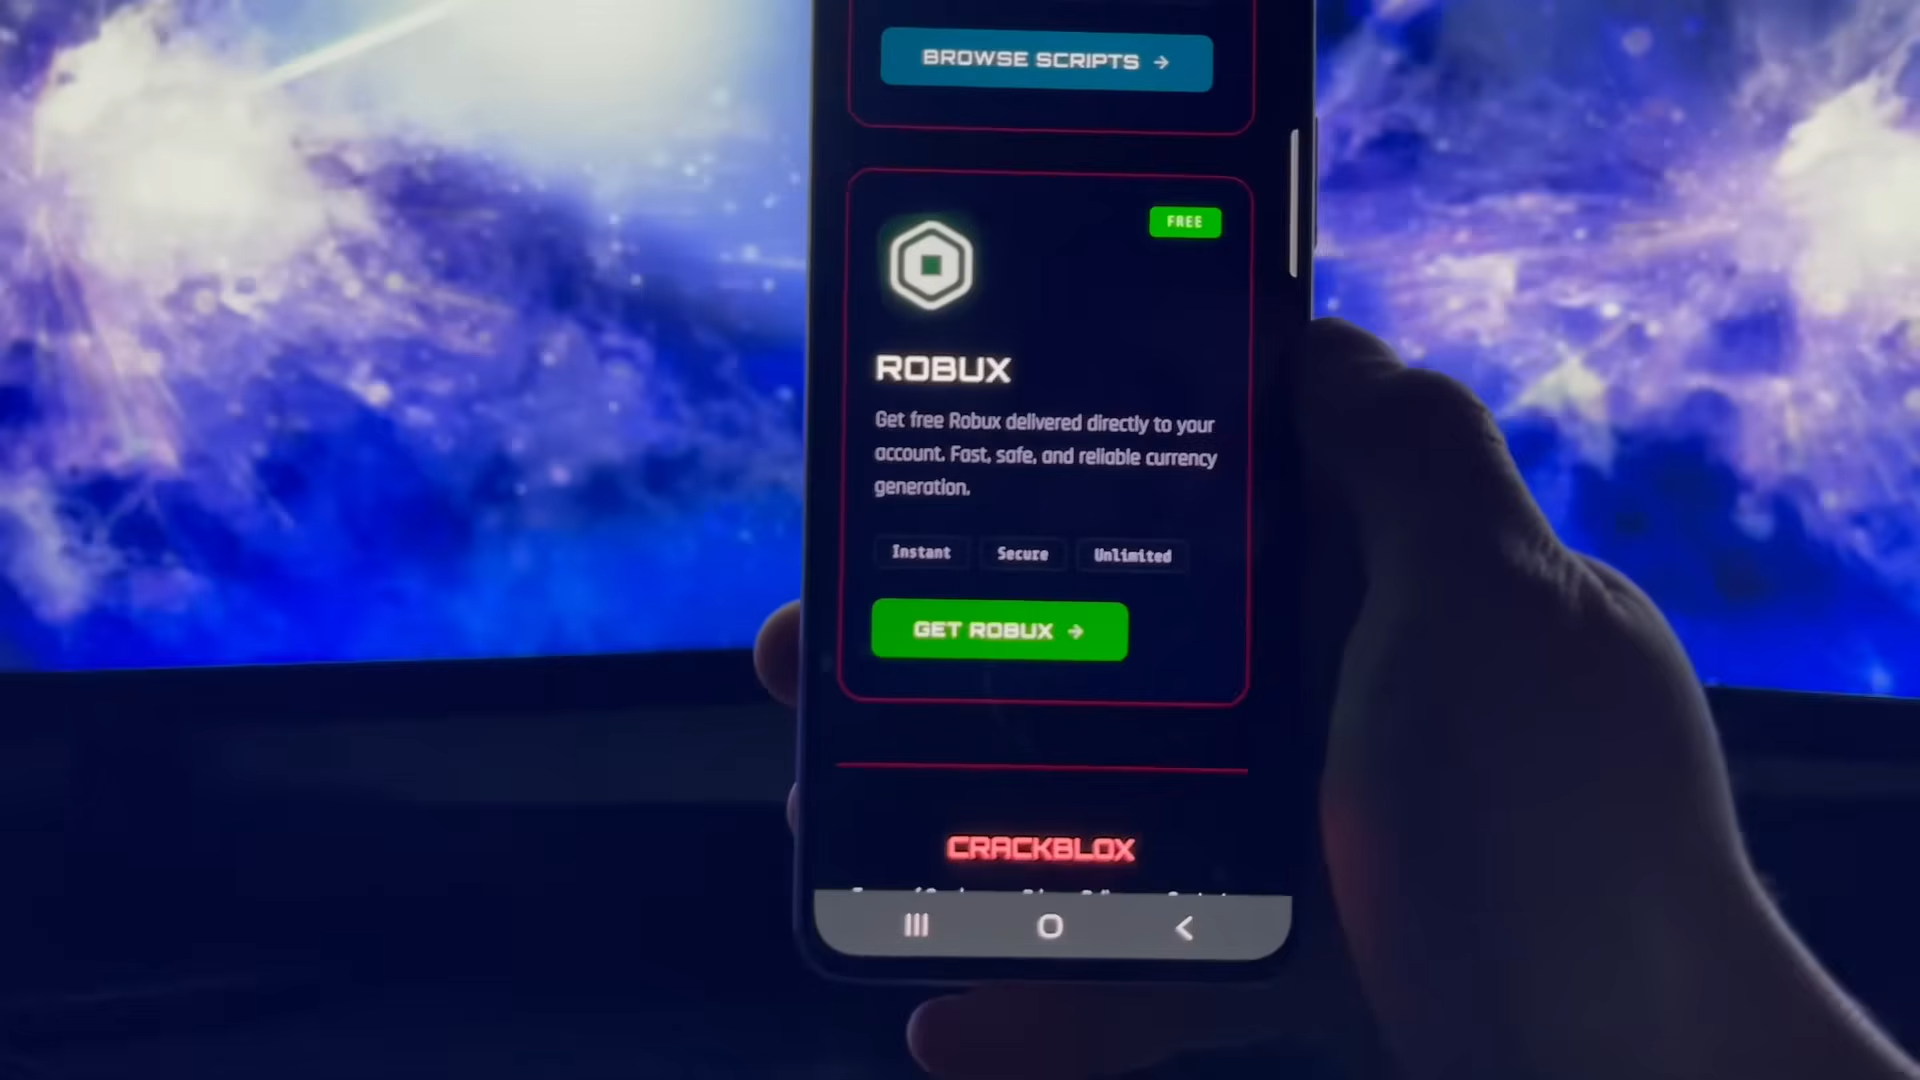 BROWSE SCRIPTS →
FREE
ROBUX
Get free Robux delivered directly to your
account. Fast, safe, and reliable currency
generation.
Instant Secure Unlimited
GET ROBUX →
CRACKBLOX